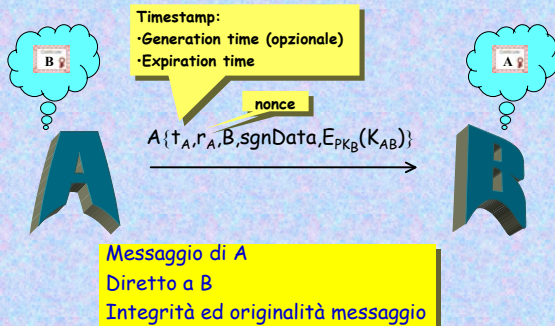 Timestamp:
•Generation time (opzionale)
•Expiration time
B
A
nonce
A{tA,rA,B,sgnData,EPKB(KAB)}
A
B
Messaggio di A
Diretto a B
Integrità ed originalità messaggio